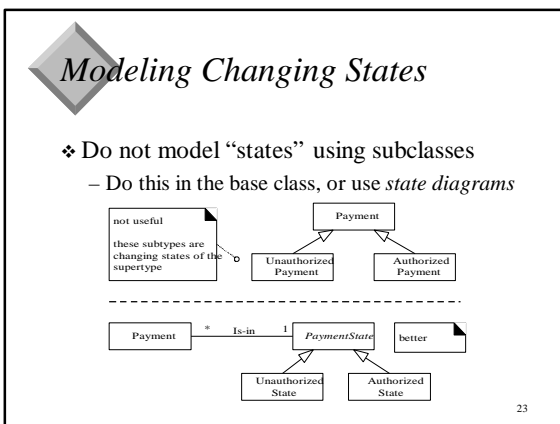 Modeling Changing States
❖ Do not model “states” using subclasses
– Do this in the base class, or use state diagrams
not useful
these subtypes are
changing states of the
supertype
Payment
Unauthorized
Payment
Authorized
Payment
Payment
* Is-in 1
PaymentState
better
Unauthorized
State
Authorized
State
23